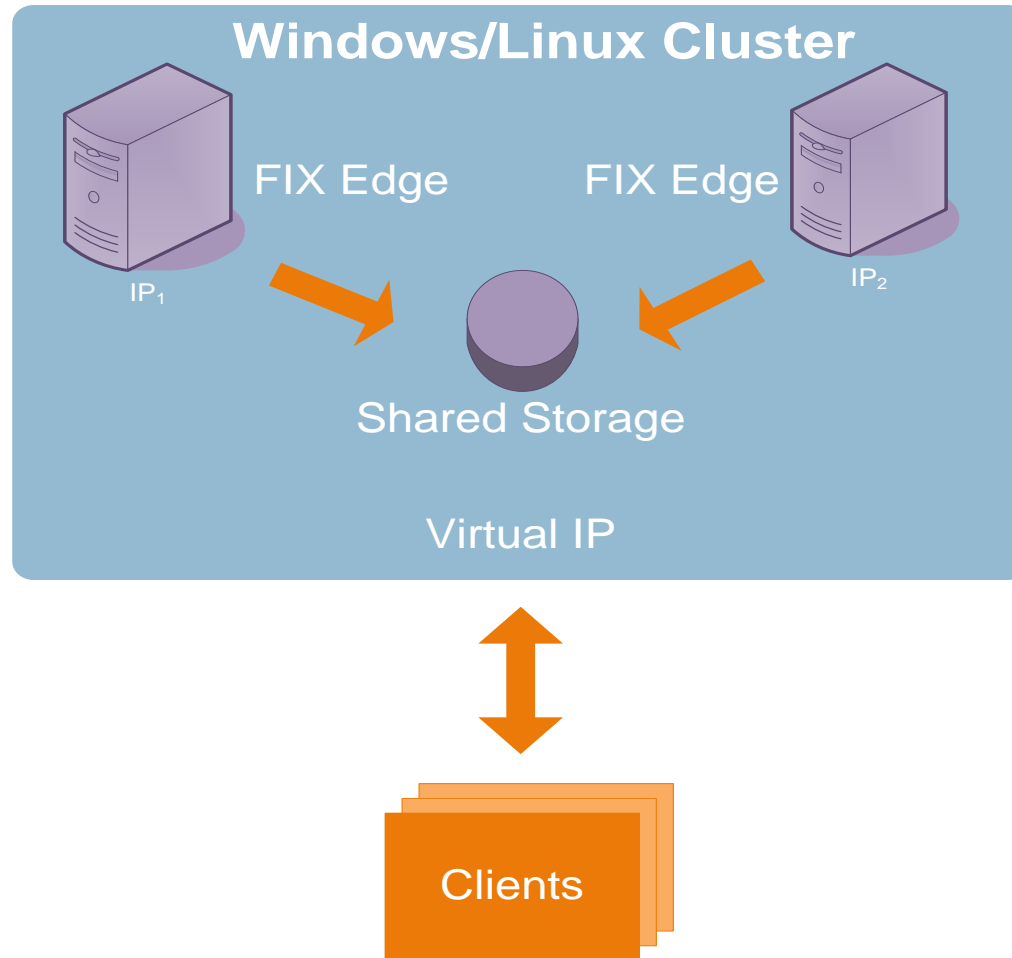 Windows/Linux Cluster
FIX Edge
FIX Edge
IP₁
IP₂
Shared Storage
Virtual IP
Clients